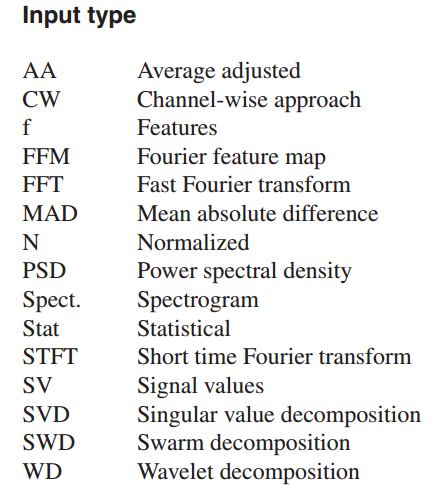 Input type
AA Average adjusted
CW Channel-wise approach
f Features
FFM Fourier feature map
FFT Fast Fourier transform
MAD Mean absolute difference
N Normalized
PSD Power spectral density
Spect. Spectrogram
Stat Statistical
STFT Short time Fourier transform
SV Signal values
SVD Singular value decomposition
SWD Swarm decomposition
WD Wavelet decomposition